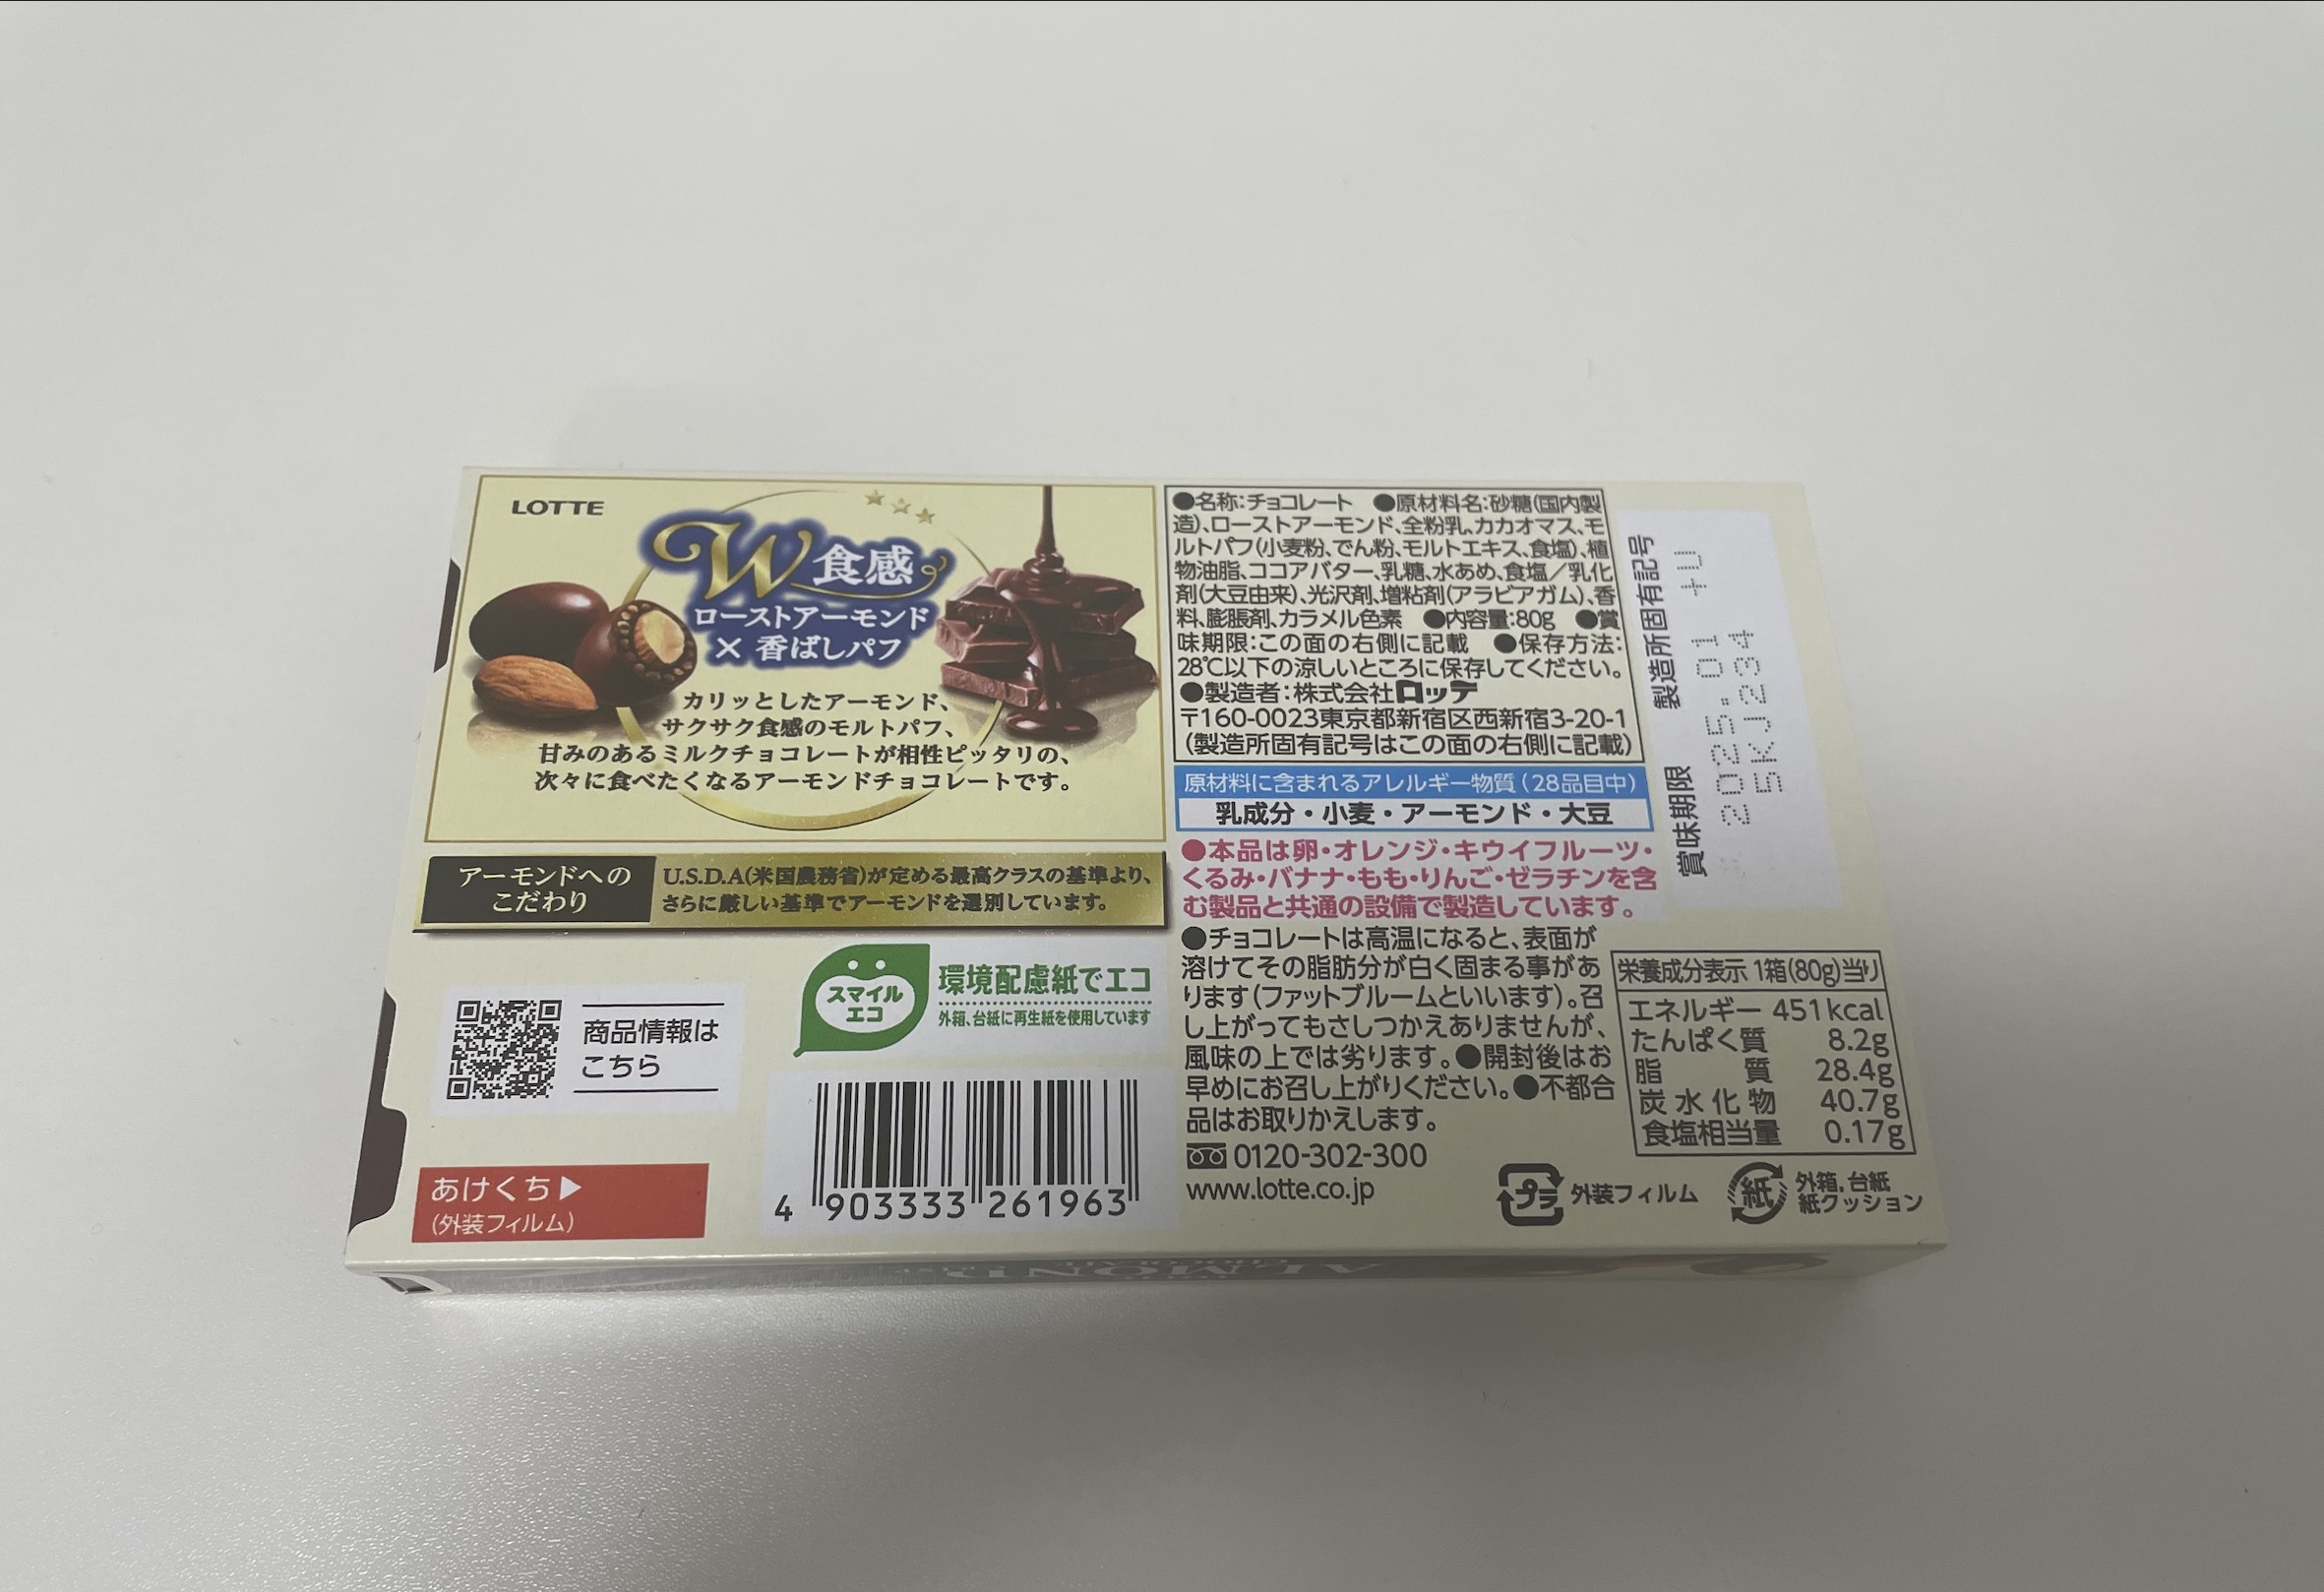 LOTTE
W食感
ローストアーモンド
×香ばしパフ
カリッとしたアーモンド、
サクサク食感のモルトパフ、
甘みのあるミルクチョコレートが相性ピッタリの、
次々に食べたくなるアーモンドチョコレートです。
アーモンドへの
こだわり
U.S.D.A(米国農務省)が定める最高クラスの基準より、
さらに厳しい基準でアーモンドを選別しています。
商品情報は
こちら
スマイル
エコ
環境配慮紙でエコ
外箱、台紙に再生紙を使用しています
あけくち▶
(外装フィルム)
4 903333 261963
●名称:チョコレート ●原材料名:砂糖(国内製
造)、ローストアーモンド、全粉乳、カカオマス、モ
ルトパフ(小麦粉、でん粉、モルトエキス、食塩)、植
物油脂、ココアバター、乳糖、水あめ、食塩/乳化
剤(大豆由来)、光沢剤、増粘剤(アラビアガム)、香
料、膨脹剤、カラメル色素 ●内容量:80g ●賞
味期限:この面の右側に記載 ●保存方法:
28℃以下の涼しいところに保存してください。
●製造者:株式会社ロッテ
〒160-0023東京都新宿区西新宿3-20-1
(製造所固有記号はこの面の右側に記載)
原材料に含まれるアレルギー物質(28品目中)
乳成分・小麦・アーモンド・大豆
●本品は卵・オレンジ・キウイフルーツ・
くるみ・バナナ・もも・りんご・ゼラチンを含
む製品と共通の設備で製造しています。
●チョコレートは高温になると、表面が
溶けてその脂肪分が白く固まる事があ
ります(ファットブルームといいます)。召
し上がってもさしつかえありませんが、
風味の上では劣ります。●開封後はお
早めにお召し上がりください。●不都合
品はお取りかえします。
0120-302-300
www.lotte.co.jp
賞味期限 製造所固有記号
2025.01 +U
5KJ234
栄養成分表示 1箱(80g)当り
エネルギー 451kcal
たんぱく質 8.2g
脂質 28.4g
炭水化物 40.7g
食塩相当量 0.17g
プラ 外装フィルム
紙 外箱,台紙
紙クッション
ALMOND